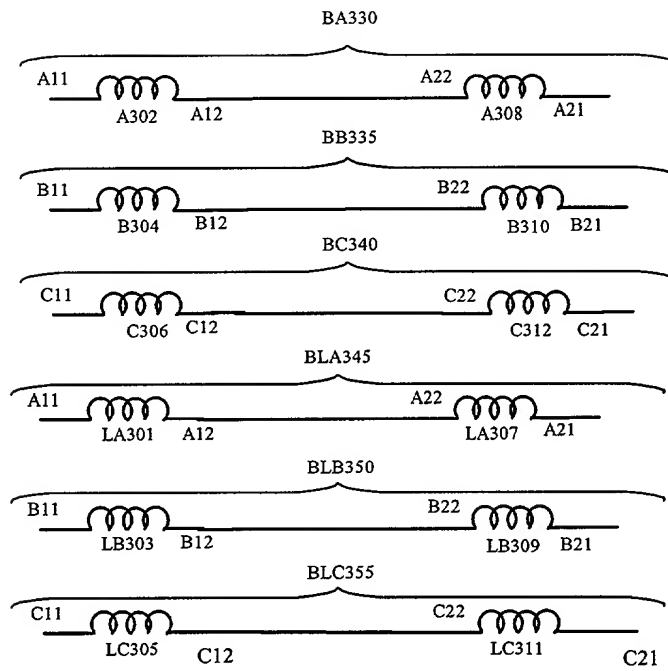 BA330
A11 A22
A302 A12 A308 A21
BB335
B11 B22
B304 B12 B310 B21
BC340
C11 C22
C306 C12 C312 C21
BLA345
A11 A22
LA301 A12 LA307 A21
BLB350
B11 B22
LB303 B12 LB309 B21
BLC355
C11 C22
LC305 C12 LC311 C21